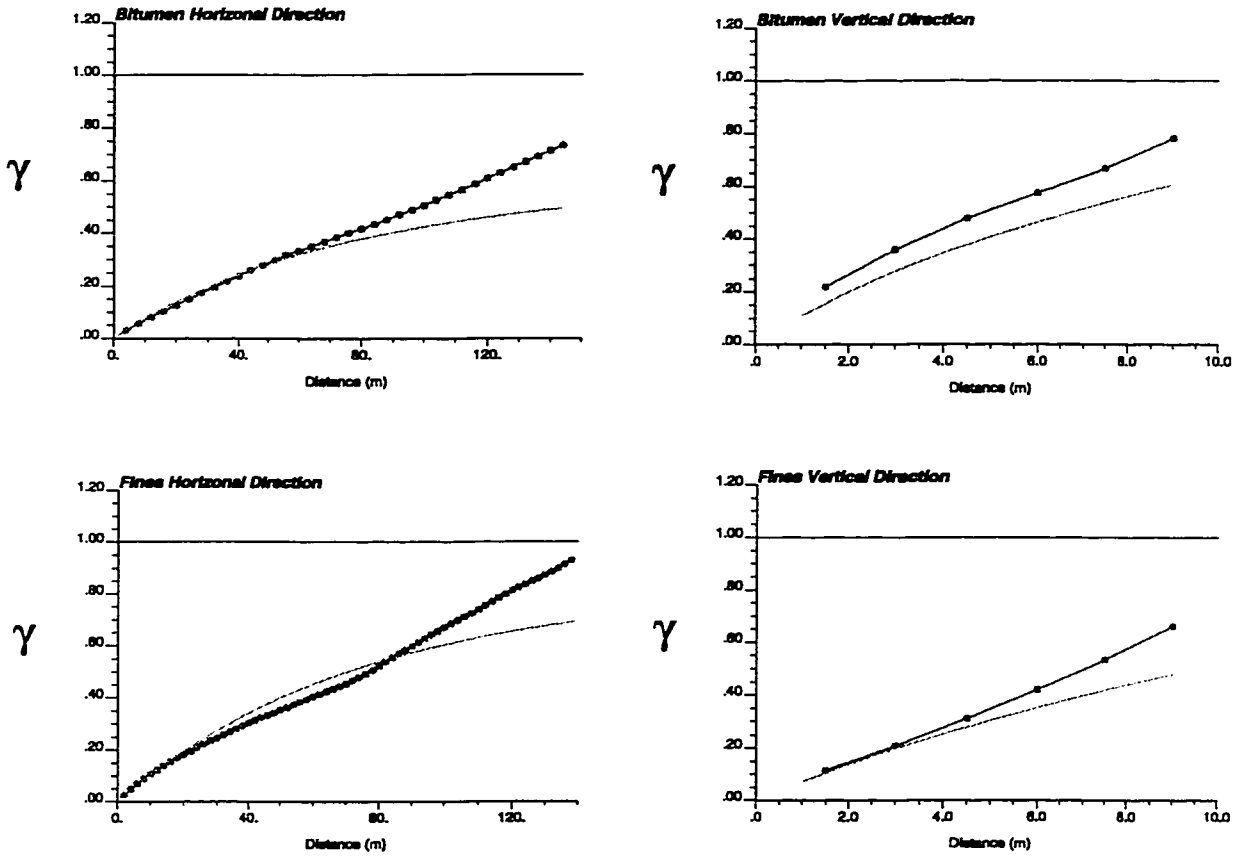 Bitumen Horizonal Direction
1.20
1.00
.80
.60
.40
.20
.00
0. 40. 80. 120.
Distance (m)
γ
Bitumen Vertical Direction
1.20
1.00
.80
.60
.40
.20
.00
.0 2.0 4.0 6.0 8.0 10.0
Distance (m)
γ
Fines Horizonal Direction
1.20
1.00
.80
.60
.40
.20
.00
0. 40. 80. 120.
Distance (m)
γ
Fines Vertical Direction
1.20
1.00
.80
.60
.40
.20
.00
.0 2.0 4.0 6.0 8.0 10.0
Distance (m)
γ